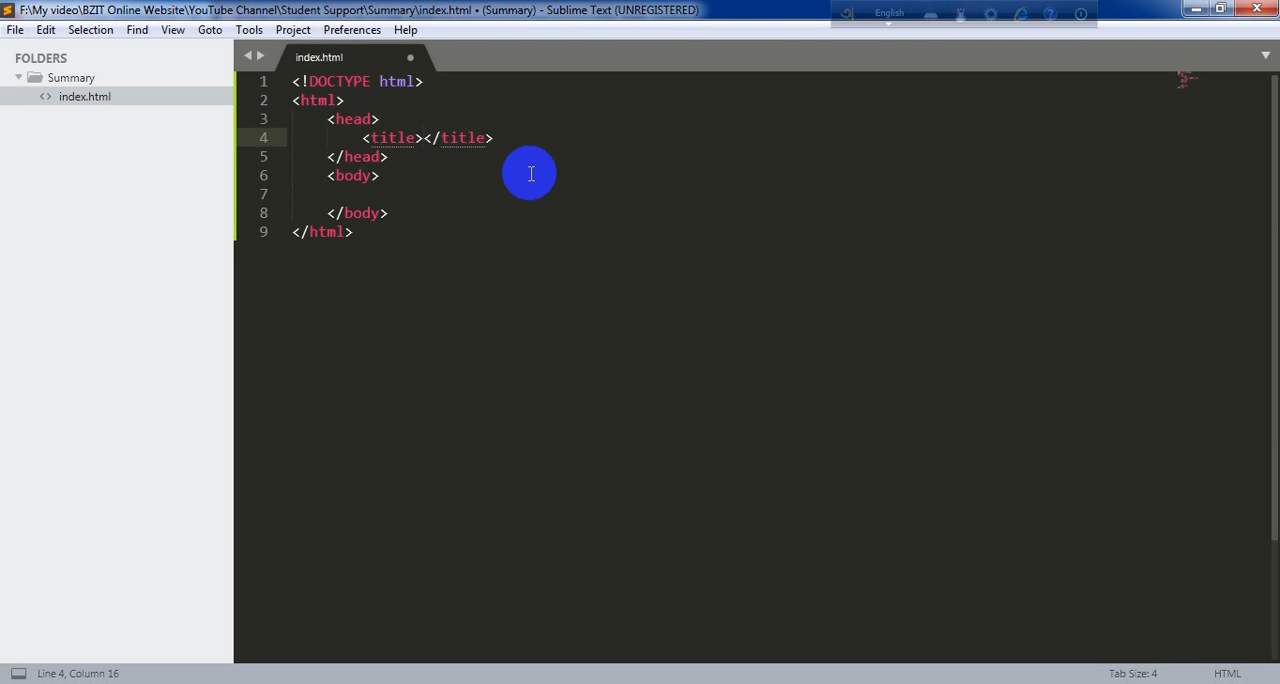 F:\My video\BZIT Online Website\YouTube Channel\Student Support\Summary\index.html • (Summary) - Sublime Text (UNREGISTERED)
English
File Edit Selection Find View Goto Tools Project Preferences Help
FOLDERS
Summary
<> index.html
index.html
1 <!DOCTYPE html>
2 <html>
3 <head>
4 <title></title>
5 </head>
6 <body>
7
8 </body>
9 </html>
Line 4, Column 16
Tab Size: 4
HTML